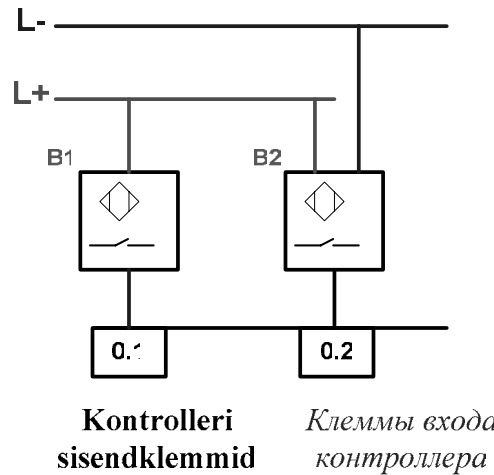 L-
L+
B1
B2
0.1
0.2
Kontrolleri
sisendklemmid
Клеммы входа
контроллера